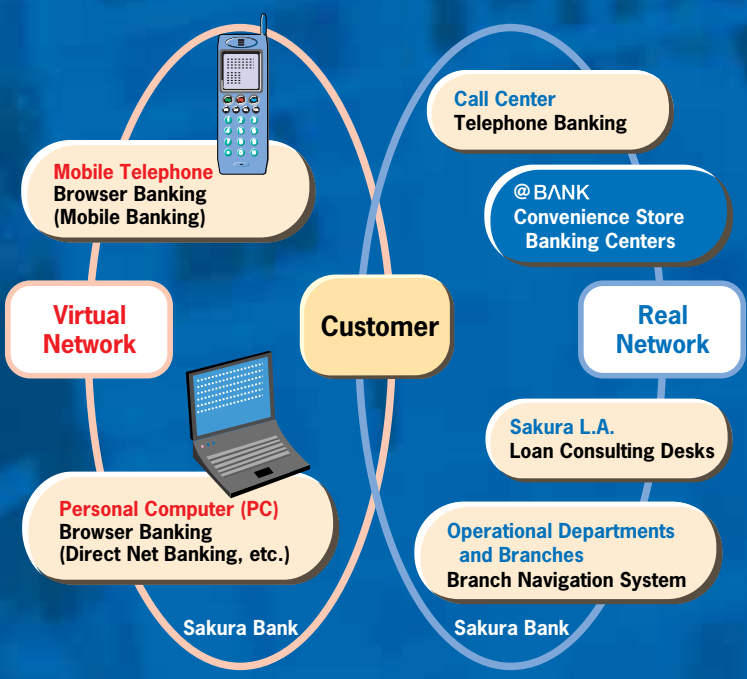 Mobile Telephone
Browser Banking
(Mobile Banking)
Virtual
Network
Personal Computer (PC)
Browser Banking
(Direct Net Banking, etc.)
Sakura Bank
Customer
Call Center
Telephone Banking
@BΛNK
Convenience Store
Banking Centers
Real
Network
Sakura L.A.
Loan Consulting Desks
Operational Departments
and Branches
Branch Navigation System
Sakura Bank